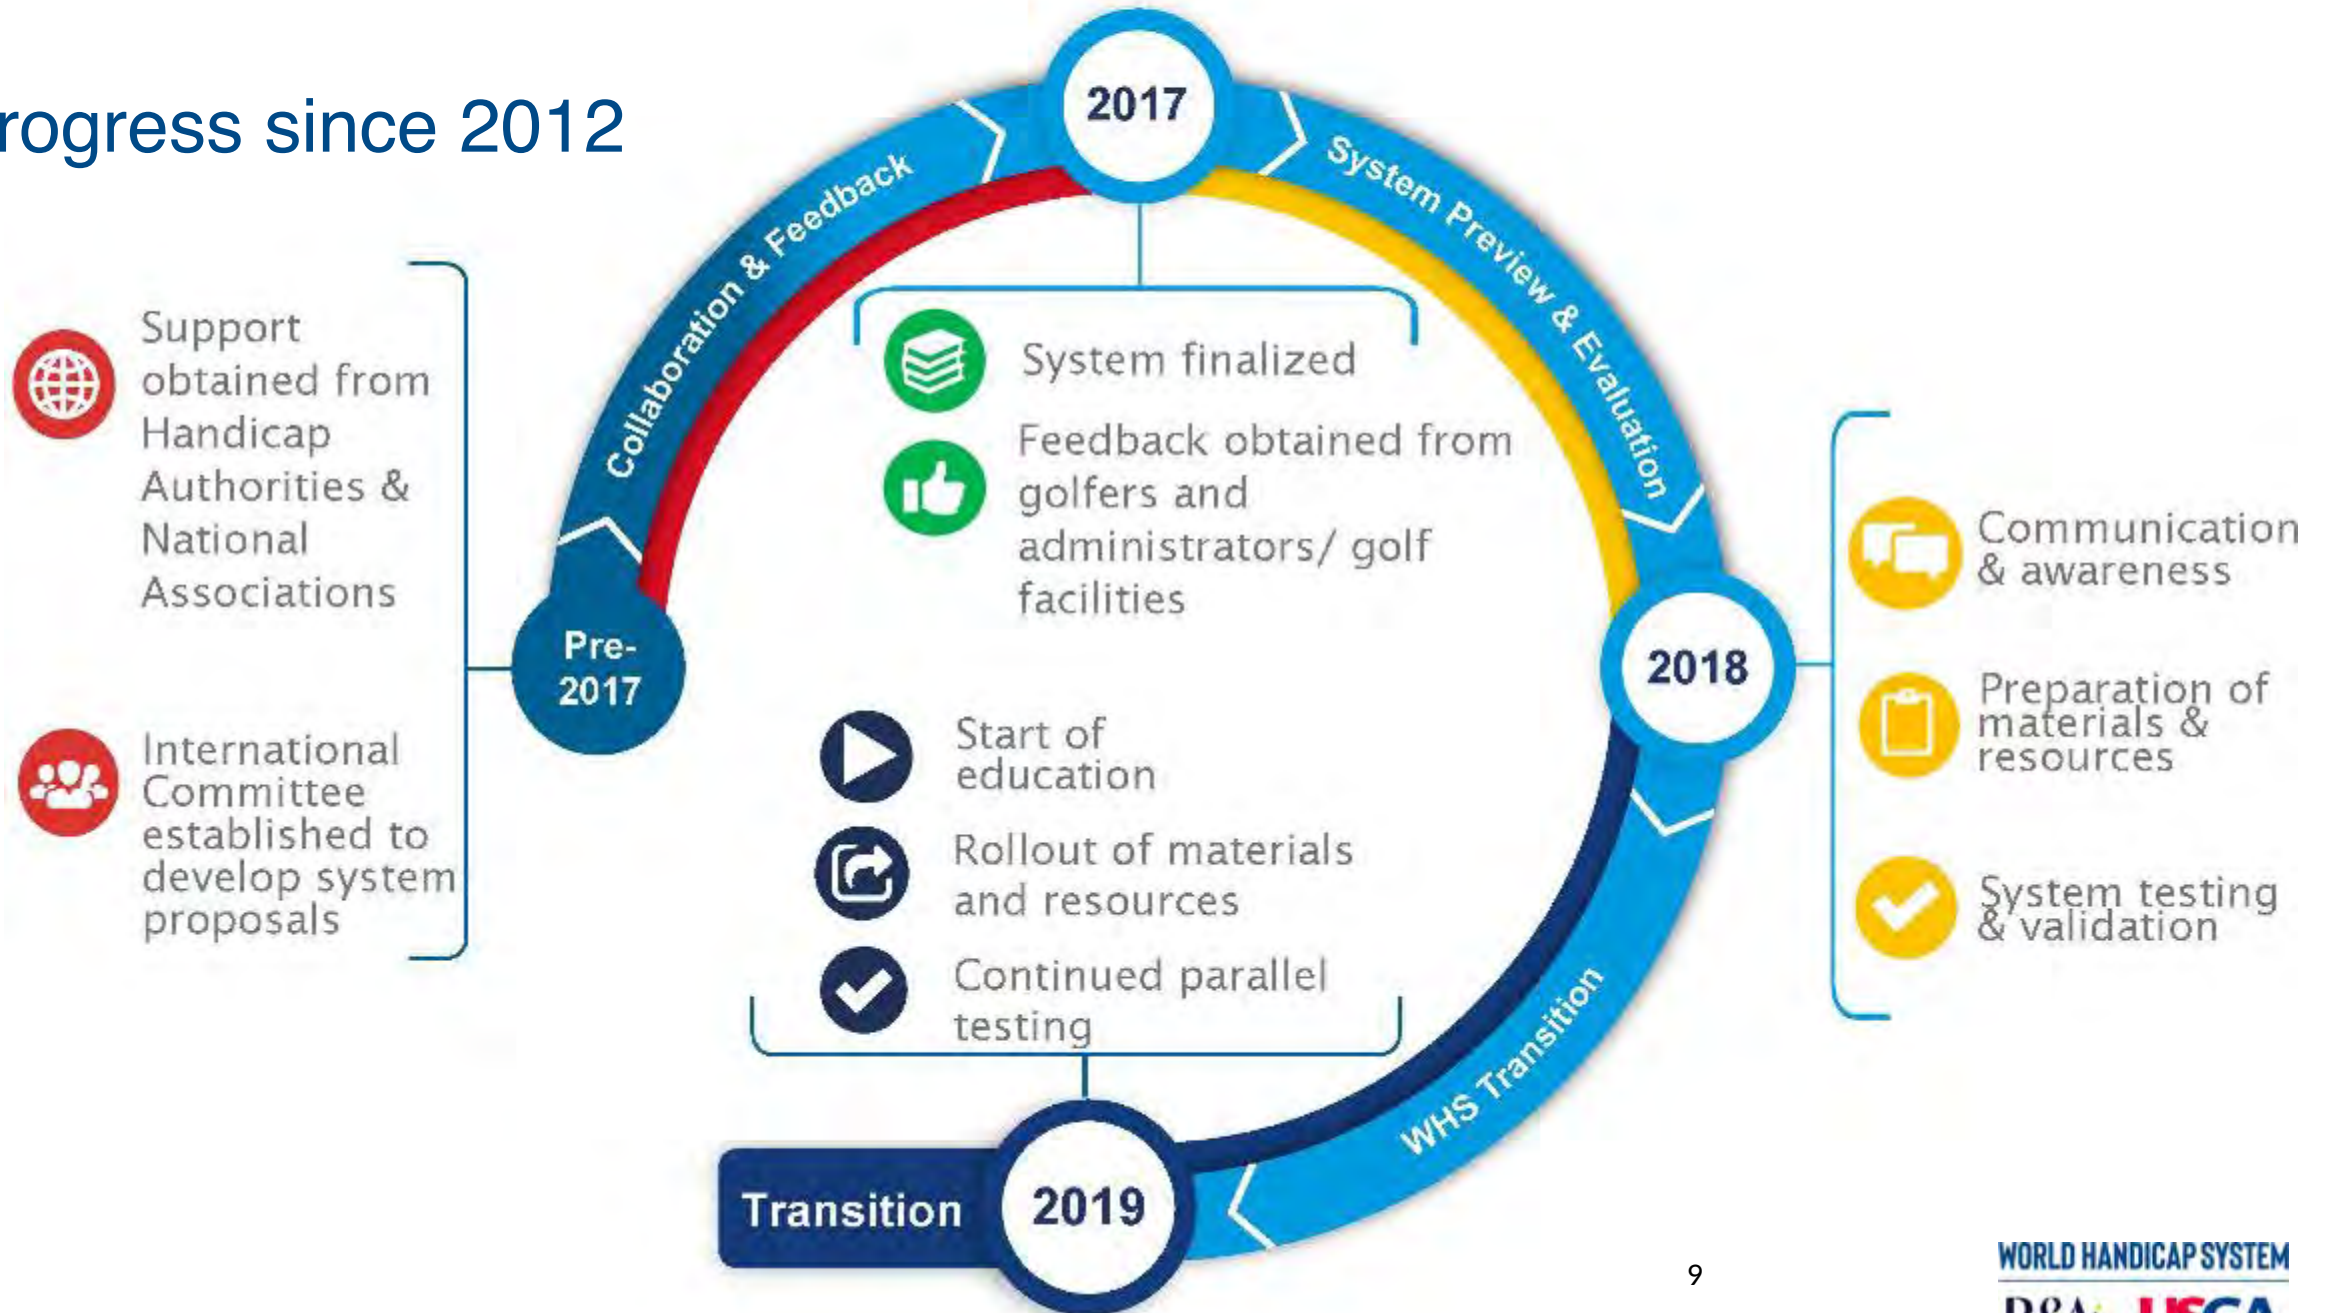 rogress since 2012
2017
Collaboration & Feedback
System Preview & Evaluation
Support
obtained from
Handicap
Authorities &
National
Associations
International
Committee
established to
develop system
proposals
Pre-
2017
System finalized
Feedback obtained from
golfers and
administrators/ golf
facilities
2018
Communication
& awareness
Preparation of
materials &
resources
System testing
& validation
Start of
education
Rollout of materials
and resources
Continued parallel
testing
WHS Transition
Transition
2019
9
WORLD HANDICAP SYSTEM
R&A USGA